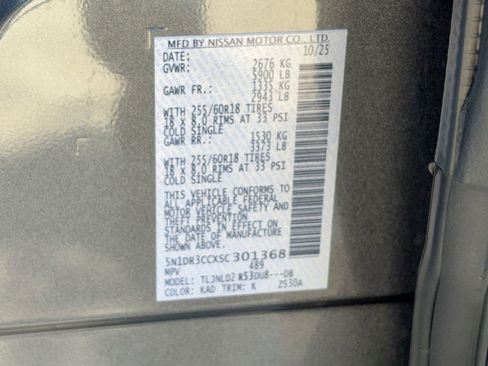 MFD BY NISSAN MOTOR CO., LTD.
DATE: 10/25
GVWR: 2676 KG
5900 LB
GAWR FR.: 1335 KG
2943 LB
WITH 255/60R18 TIRES
18 X 8.0 RIMS AT 33 PSI
COLD SINGLE
GAWR RR.: 1530 KG
3373 LB
WITH 255/60R18 TIRES
18 X 8.0 RIMS AT 33 PSI
COLD SINGLE
THIS VEHICLE CONFORMS TO
ALL APPLICABLE FEDERAL
MOTOR VEHICLE SAFETY AND
THEFT PREVENTION
STANDARDS IN EFFECT ON
THE DATE OF MANUFACTURE
SHOWN ABOVE.
5N1DR3CCXSC301368
MPV 489
MODEL: TLJNLD2 R53DU8---DB
COLOR: KAD TRIM: K ZS30A